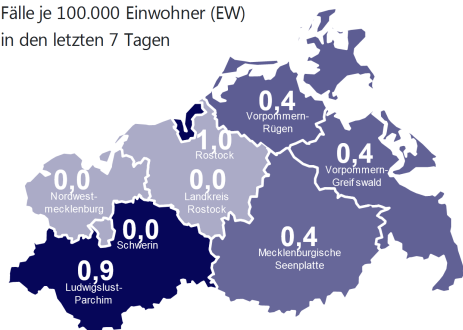 Fälle je 100.000 Einwohner (EW)
in den letzten 7 Tagen
0,4
Vorpommern-
Rügen
1,0
Rostock
0,4
Vorpommern-
Greifswald
0,0
Nordwest-
mecklenburg
0,0
Landkreis
Rostock
0,0
Schwerin
0,4
Mecklenburgische
Seenplatte
0,9
Ludwigslust-
Parchim